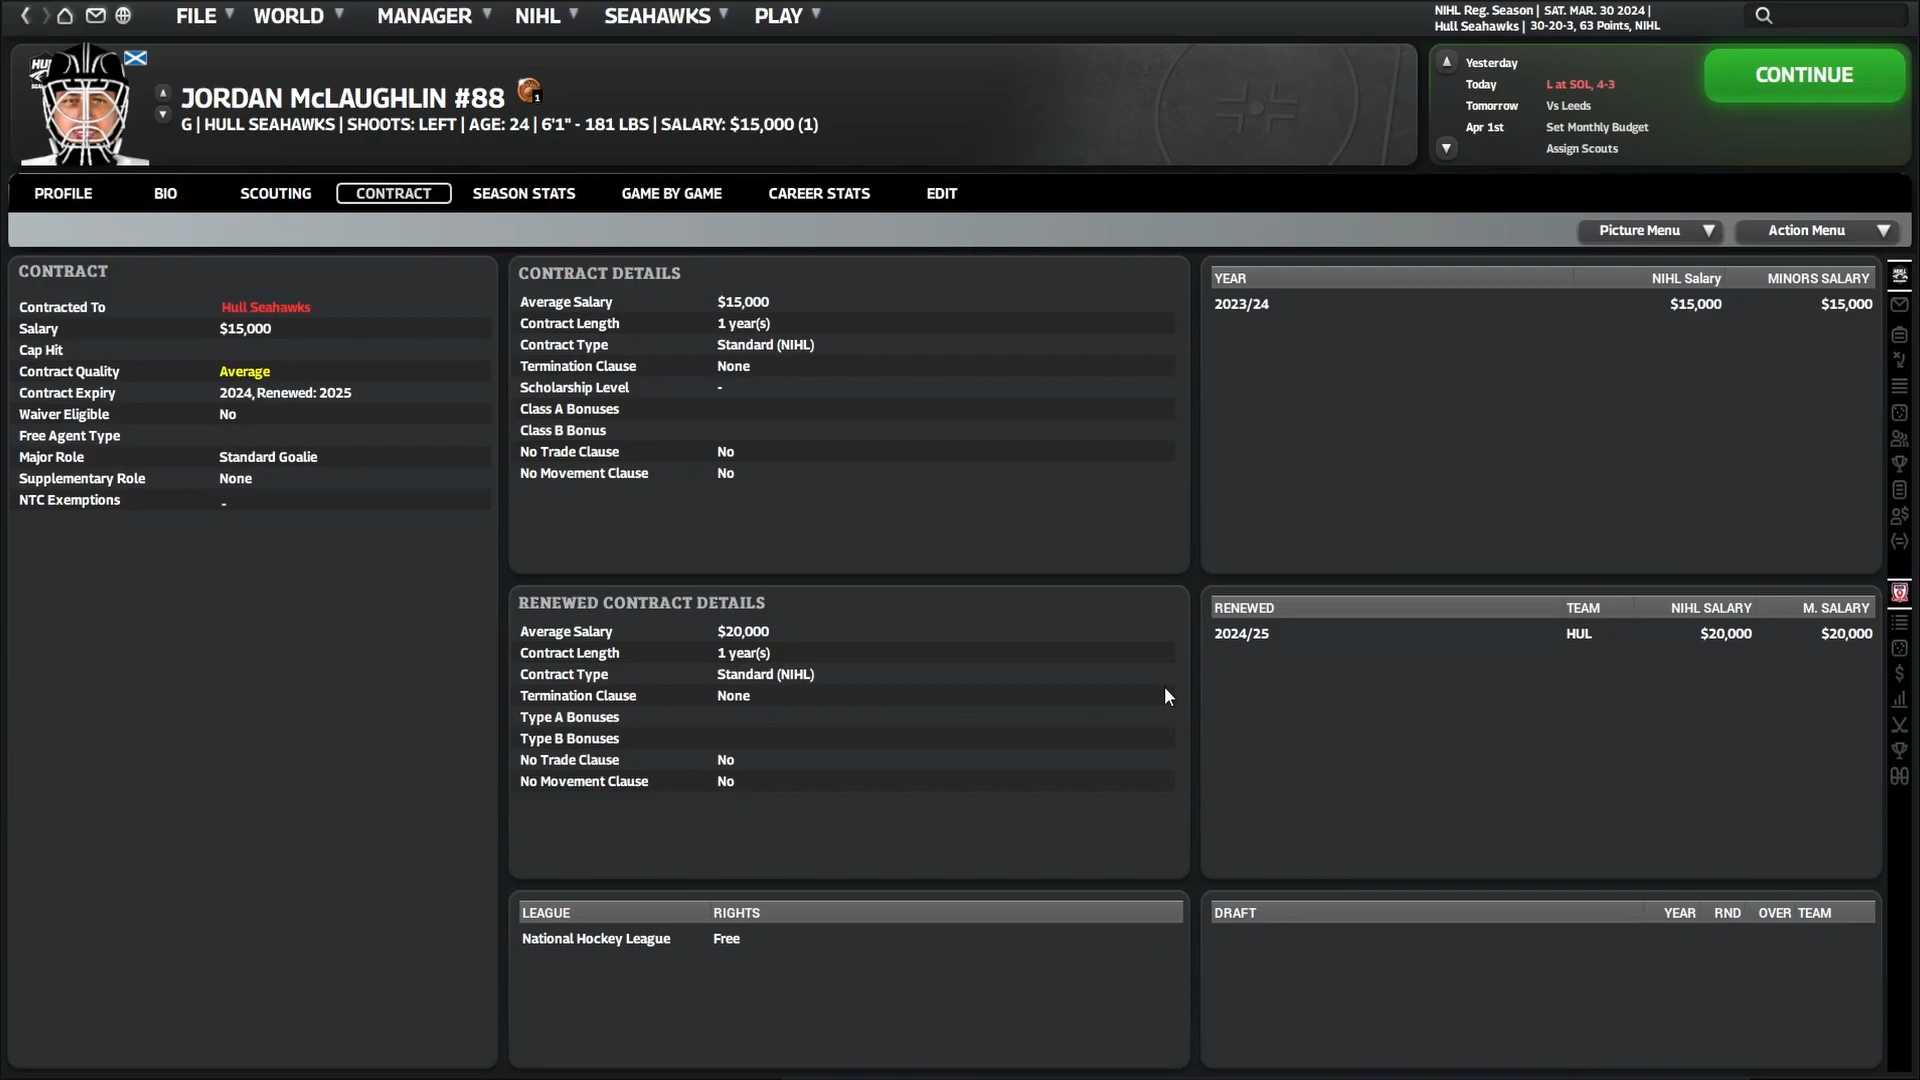 FILE WORLD MANAGER NIHL SEAHAWKS PLAY
NIHL Reg. Season | SAT. MAR. 30 2024 |
Hull Seahawks | 30-20-3, 63 Points, NIHL
JORDAN McLAUGHLIN #88 1
G | HULL SEAHAWKS | SHOOTS: LEFT | AGE: 24 | 6'1" - 181 LBS | SALARY: $15,000 (1)
Yesterday
Today L at SOL, 4-3
Tomorrow Vs Leeds
Apr 1st Set Monthly Budget
Assign Scouts
CONTINUE
PROFILE BIO SCOUTING CONTRACT SEASON STATS GAME BY GAME CAREER STATS EDIT
Picture Menu Action Menu
CONTRACT
Contracted To Hull Seahawks
Salary $15,000
Cap Hit
Contract Quality Average
Contract Expiry 2024, Renewed: 2025
Waiver Eligible No
Free Agent Type
Major Role Standard Goalie
Supplementary Role None
NTC Exemptions -
CONTRACT DETAILS
Average Salary $15,000
Contract Length 1 year(s)
Contract Type Standard (NIHL)
Termination Clause None
Scholarship Level -
Class A Bonuses
Class B Bonus
No Trade Clause No
No Movement Clause No
YEAR NIHL Salary MINORS SALARY
2023/24 $15,000 $15,000
RENEWED CONTRACT DETAILS
Average Salary $20,000
Contract Length 1 year(s)
Contract Type Standard (NIHL)
Termination Clause None
Type A Bonuses
Type B Bonuses
No Trade Clause No
No Movement Clause No
RENEWED TEAM NIHL SALARY M. SALARY
2024/25 HUL $20,000 $20,000
LEAGUE RIGHTS
National Hockey League Free
DRAFT YEAR RND OVER TEAM